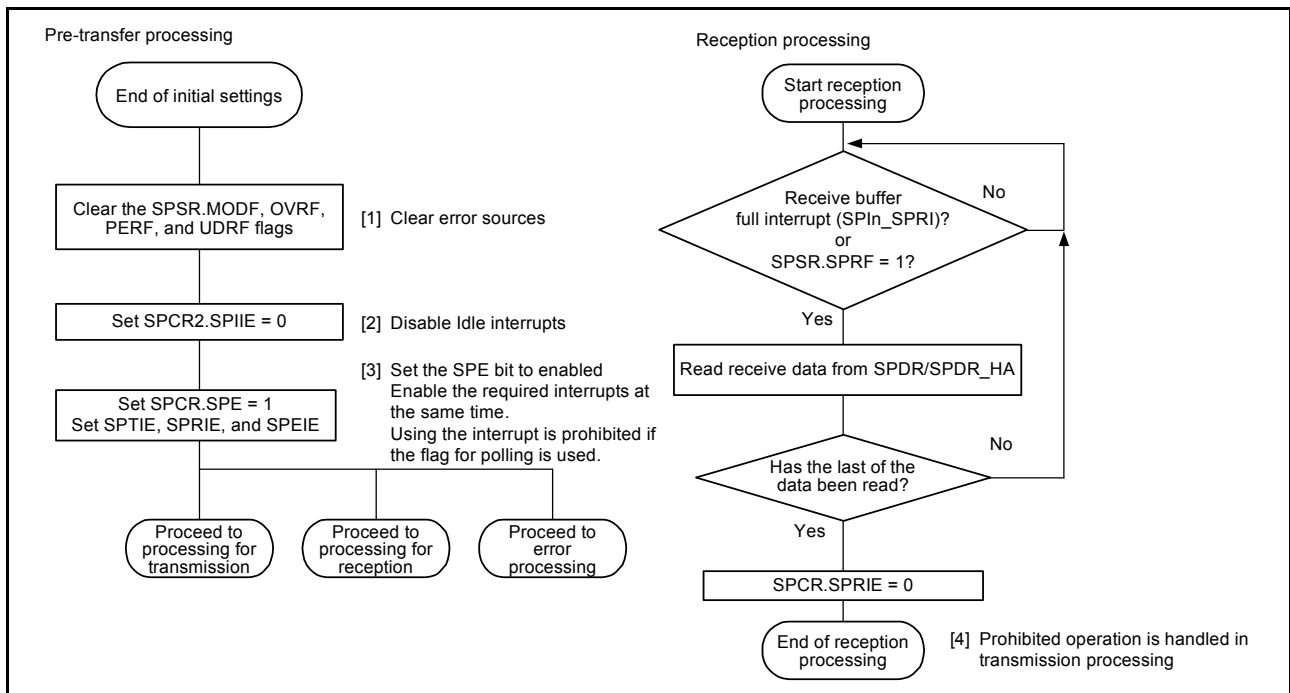 Pre-transfer processing
End of initial settings
Clear the SPSR.MODF, OVRF,
PERF, and UDRF flags
[1] Clear error sources
Set SPCR2.SPIIE = 0
[2] Disable Idle interrupts
Set SPCR.SPE = 1
Set SPTIE, SPRIE, and SPEIE
[3] Set the SPE bit to enabled
Enable the required interrupts at
the same time.
Using the interrupt is prohibited if
the flag for polling is used.
Proceed to
processing for
transmission
Proceed to
processing for
reception
Proceed to
error
processing
Reception processing
Start reception
processing
Receive buffer
full interrupt (SPIn_SPRI)?
or
SPSR.SPRF = 1?
No
Yes
Read receive data from SPDR/SPDR_HA
Has the last of the
data been read?
No
Yes
SPCR.SPRIE = 0
End of reception
processing
[4] Prohibited operation is handled in
transmission processing